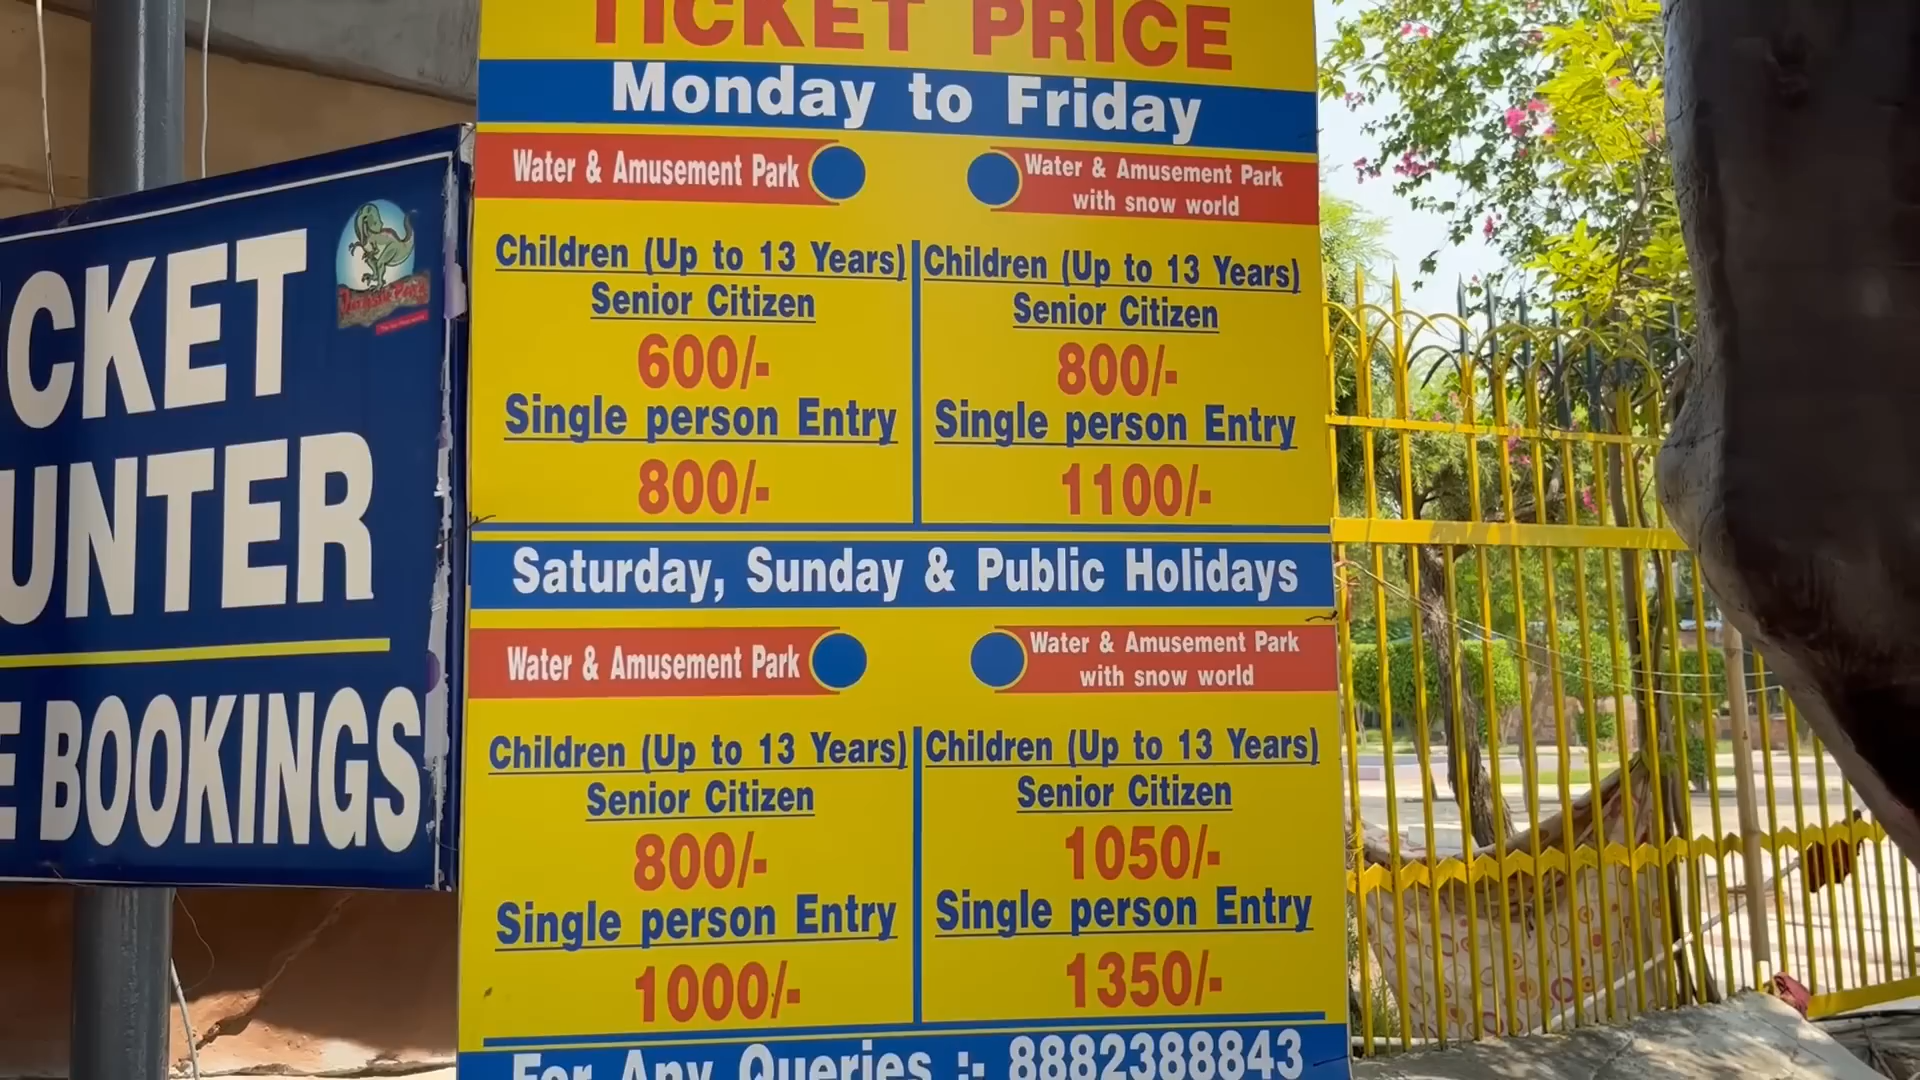 CKET
UNTER
E BOOKINGS
TICKET PRICE
Monday to Friday
Water & Amusement Park
Water & Amusement Park
with snow world
Children (Up to 13 Years)
Senior Citizen
600/-
Single person Entry
800/-
Children (Up to 13 Years)
Senior Citizen
800/-
Single person Entry
1100/-
Saturday, Sunday & Public Holidays
Water & Amusement Park
Water & Amusement Park
with snow world
Children (Up to 13 Years)
Senior Citizen
800/-
Single person Entry
1000/-
Children (Up to 13 Years)
Senior Citizen
1050/-
Single person Entry
1350/-
For Any Queries :- 8882388843